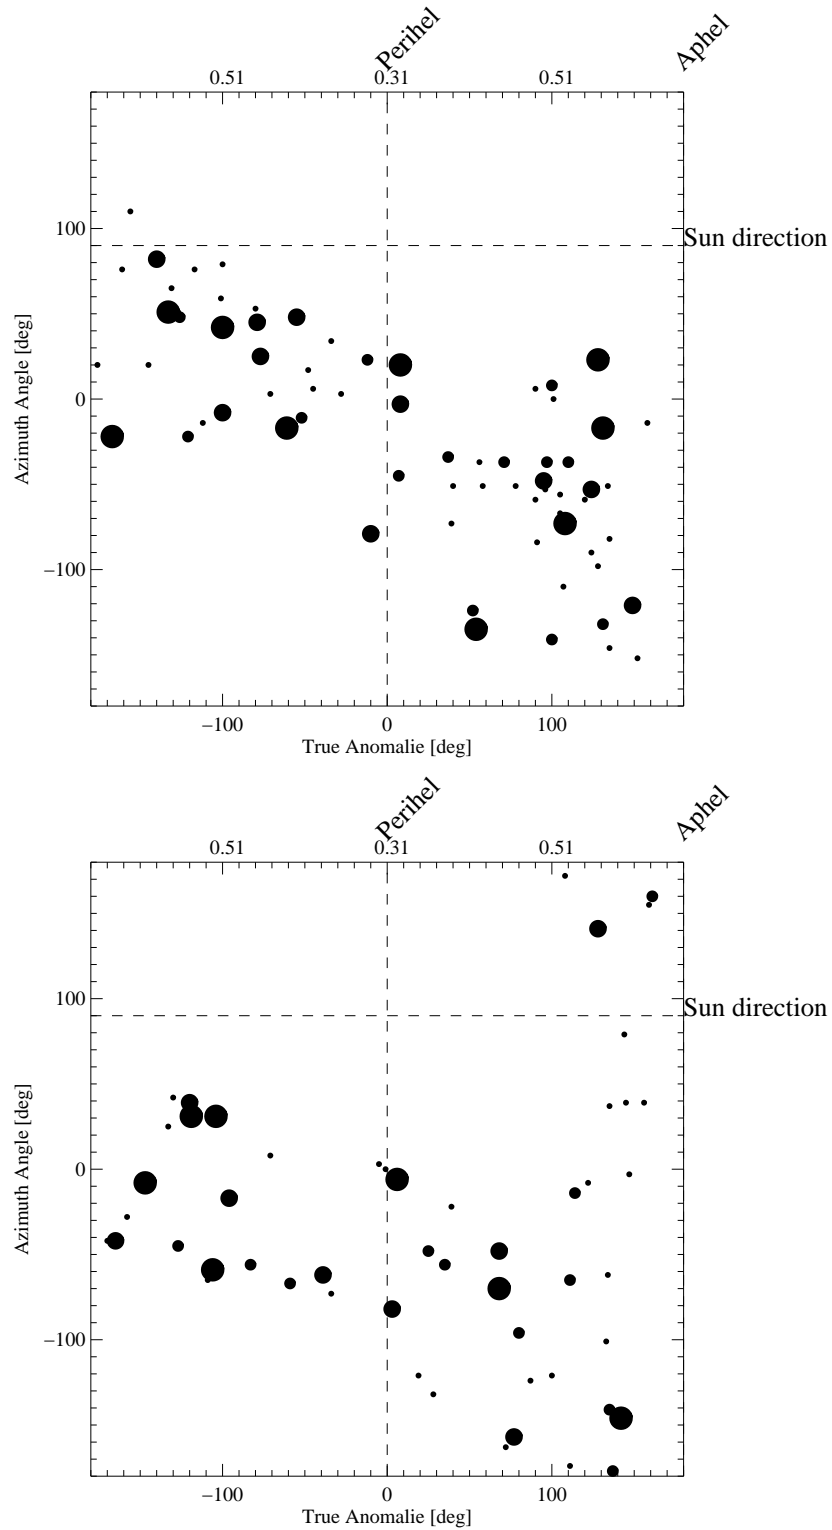 Perihel
Aphel
0.51
0.31
0.51
100
Sun direction
0
−100
Azimuth Angle [deg]
−100
0
100
True Anomalie [deg]
Perihel
Aphel
0.51
0.31
0.51
100
Sun direction
0
−100
Azimuth Angle [deg]
−100
0
100
True Anomalie [deg]